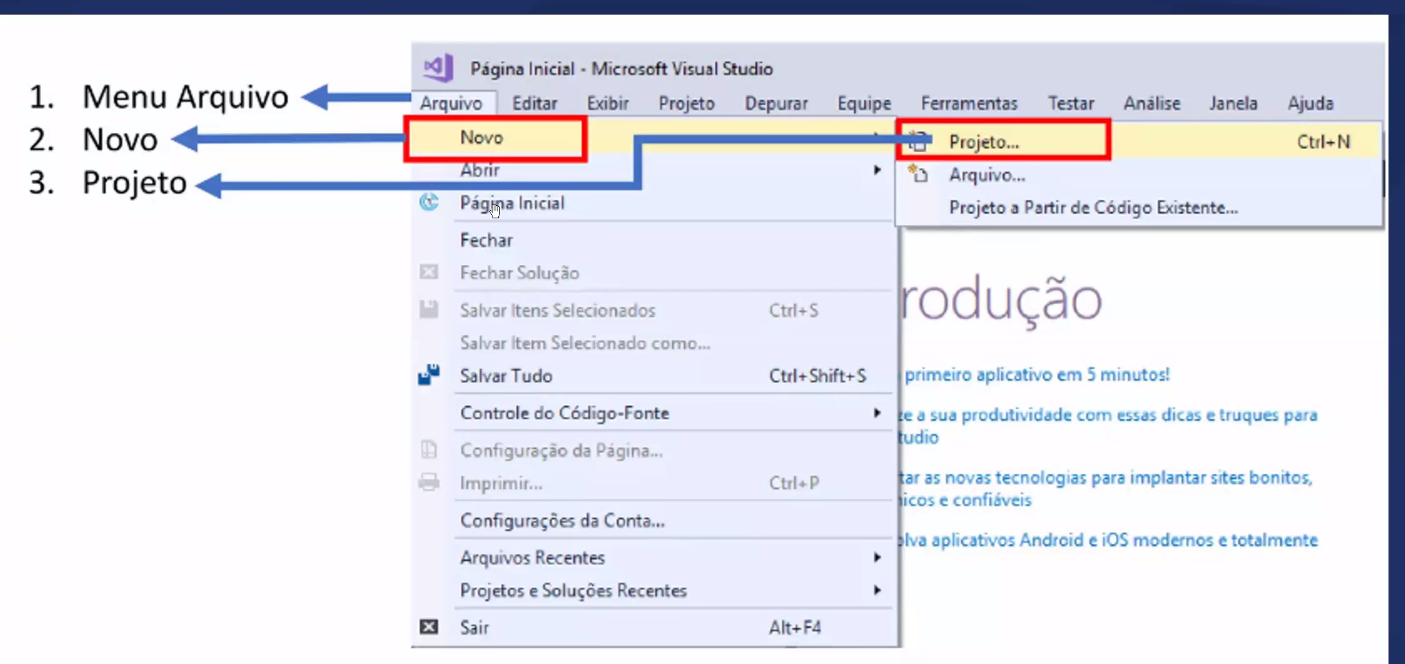 1. Menu Arquivo
2. Novo
3. Projeto
Página Inicial - Microsoft Visual Studio
Arquivo Editar Exibir Projeto Depurar Equipe Ferramentas Testar Análise Janela Ajuda
Novo
Abrir
Página Inicial
Fechar
Fechar Solução
Salvar Itens Selecionados Ctrl+S
Salvar Item Selecionado como...
Salvar Tudo Ctrl+Shift+S
Controle do Código-Fonte
Configuração da Página...
Imprimir... Ctrl+P
Configurações da Conta...
Arquivos Recentes
Projetos e Soluções Recentes
Sair Alt+F4
Projeto... Ctrl+N
Arquivo...
Projeto a Partir de Código Existente...
rodução
primeiro aplicativo em 5 minutos!
a sua produtividade com essas dicas e truques para
tudio
tar as novas tecnologias para implantar sites bonitos,
icos e confiáveis
olva aplicativos Android e iOS modernos e totalmente